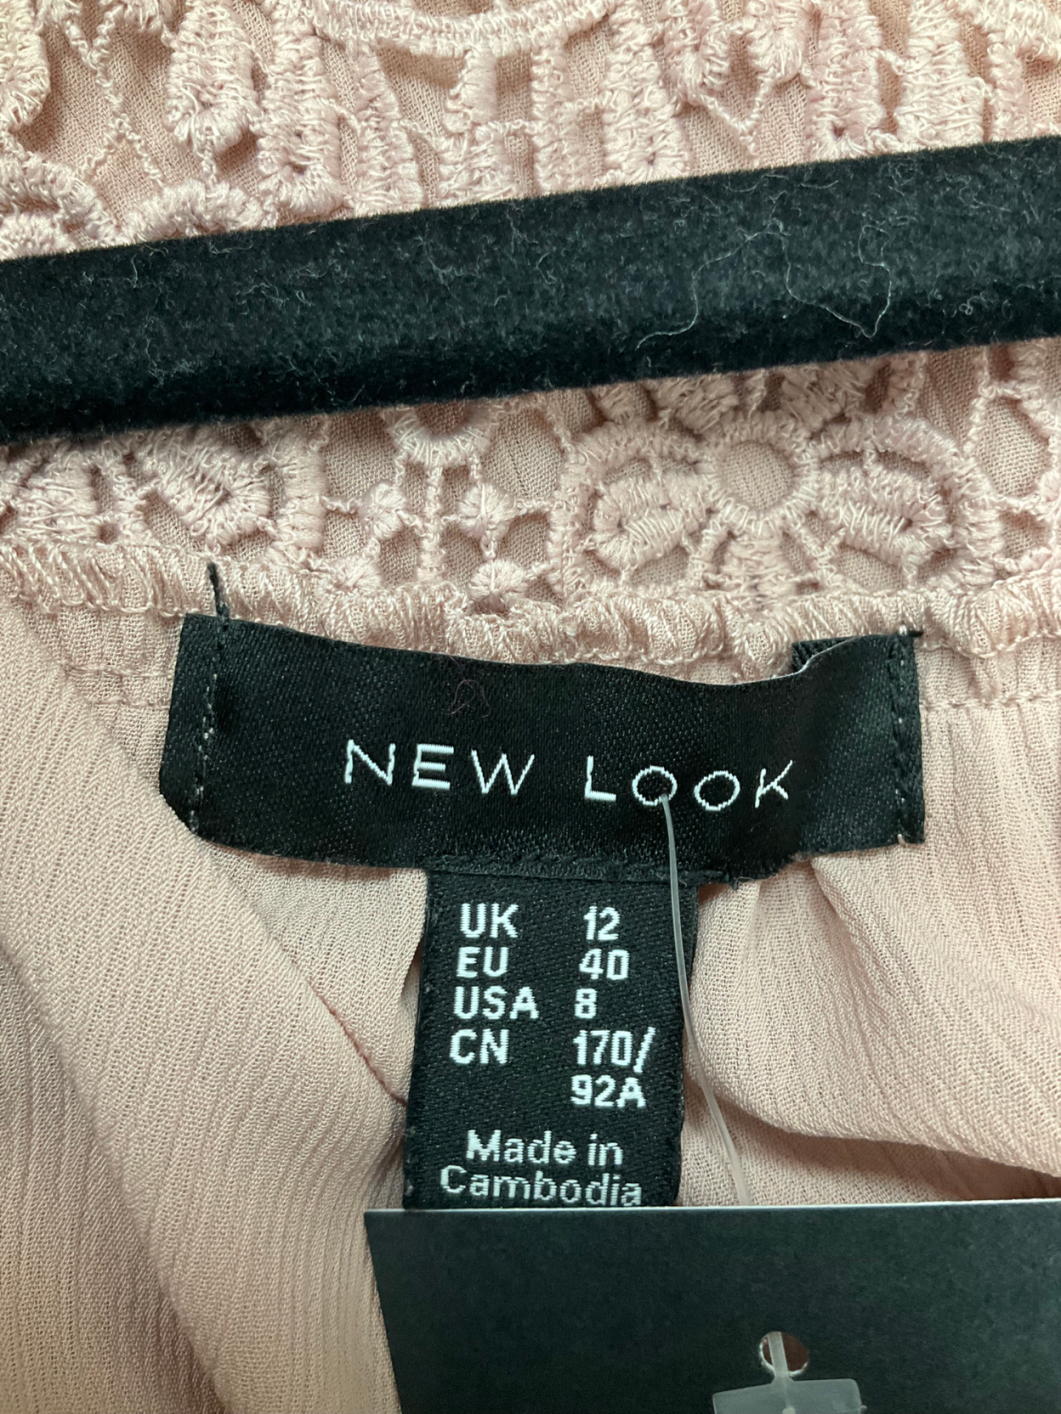 NEW LOOK
UK 12
EU 40
USA 8
CN 170/
92A
Made in
Cambodia